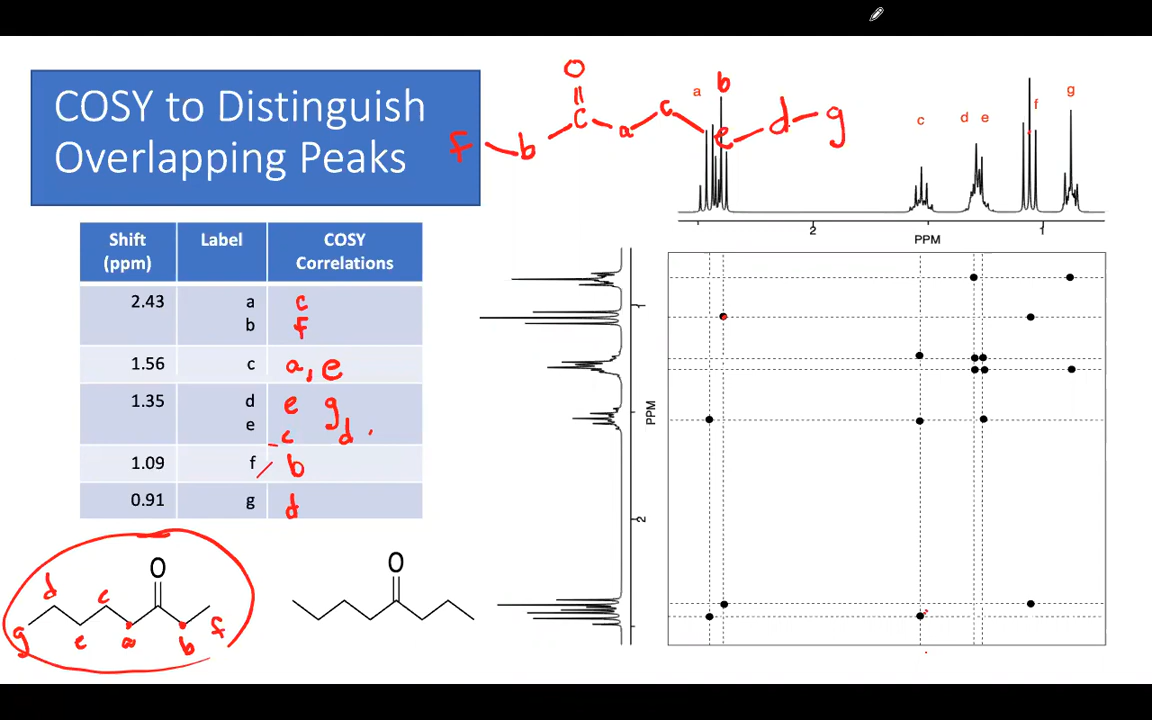 COSY to Distinguish
Overlapping Peaks
O
C
F b a c e d g
a b c d e f g
2 1
PPM
Shift (ppm) Label COSY Correlations
2.43 a c
b F
1.56 c a, e
1.35 d e g
e c d
1.09 f b
0.91 g d
1
PPM
2
O
g d e c a b f
O